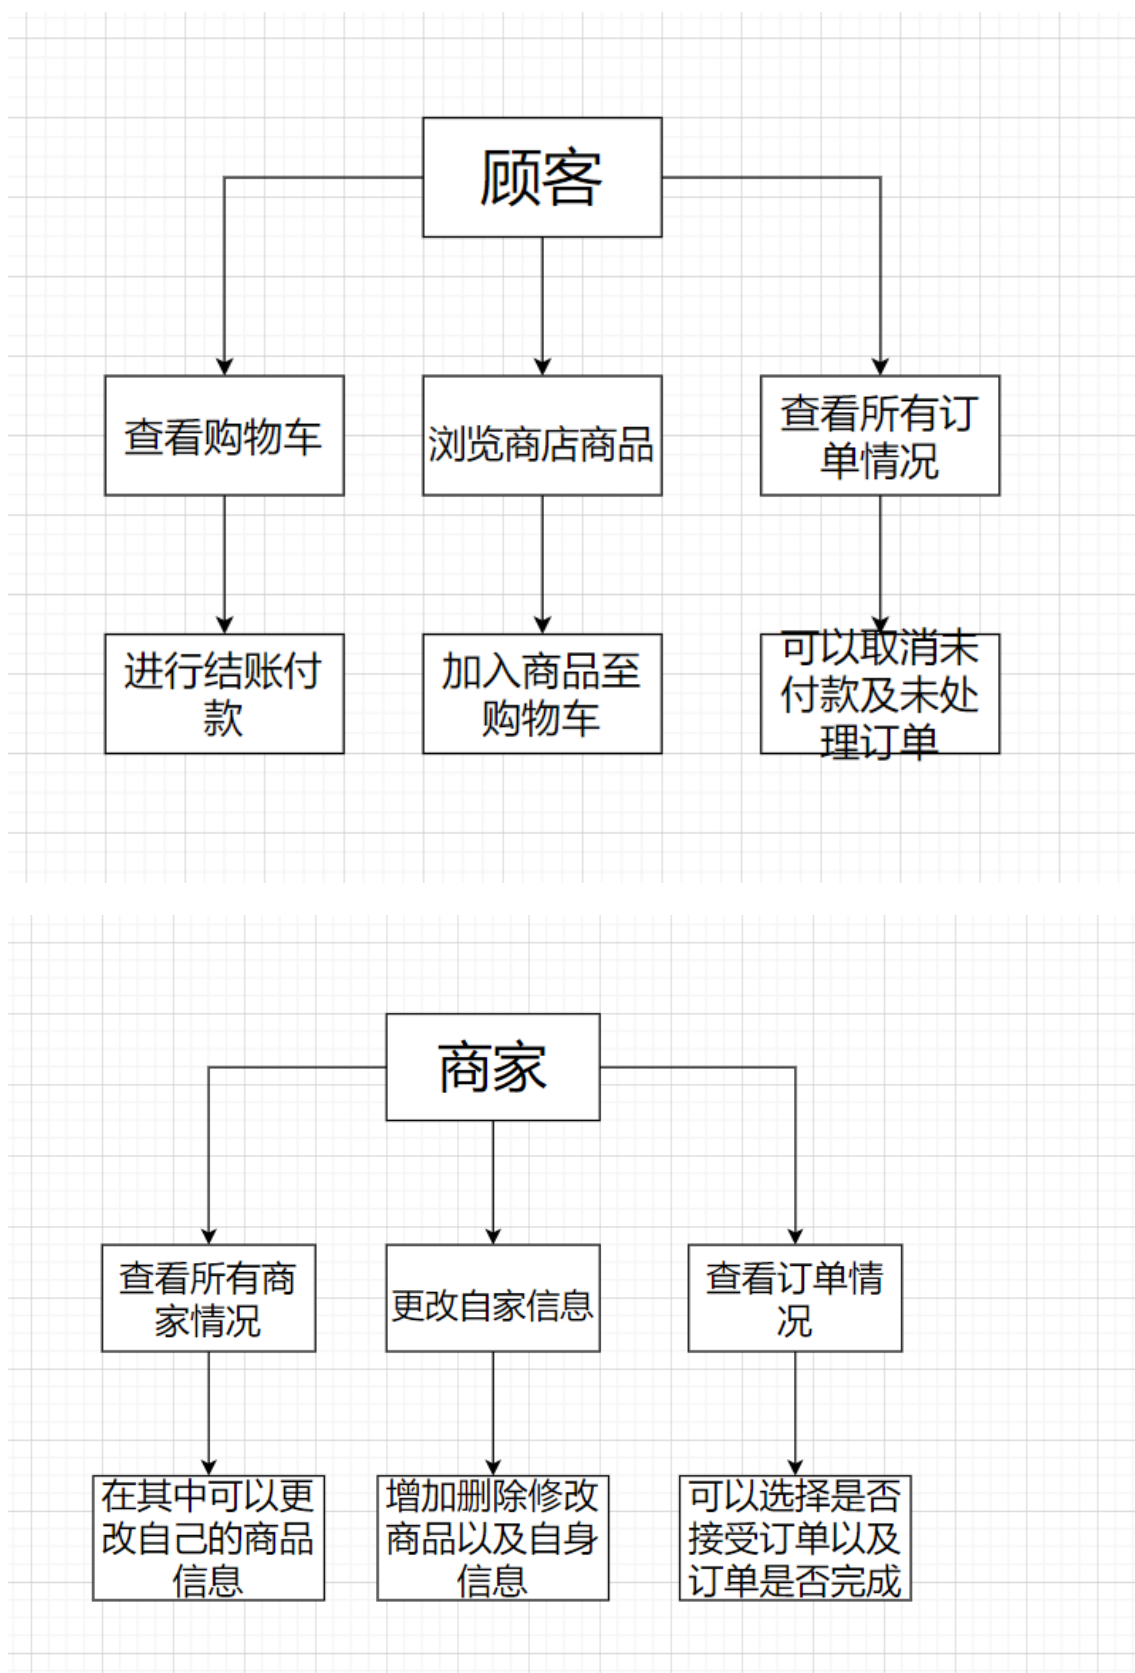 顾客
查看购物车
浏览商店商品
查看所有订
单情况
进行结账付
款
加入商品至
购物车
可以取消未
付款及未处
理订单
商家
查看所有商
家情况
更改自家信息
查看订单情
况
在其中可以更
改自己的商品
信息
增加删除修改
商品以及自身
信息
可以选择是否
接受订单以及
订单是否完成